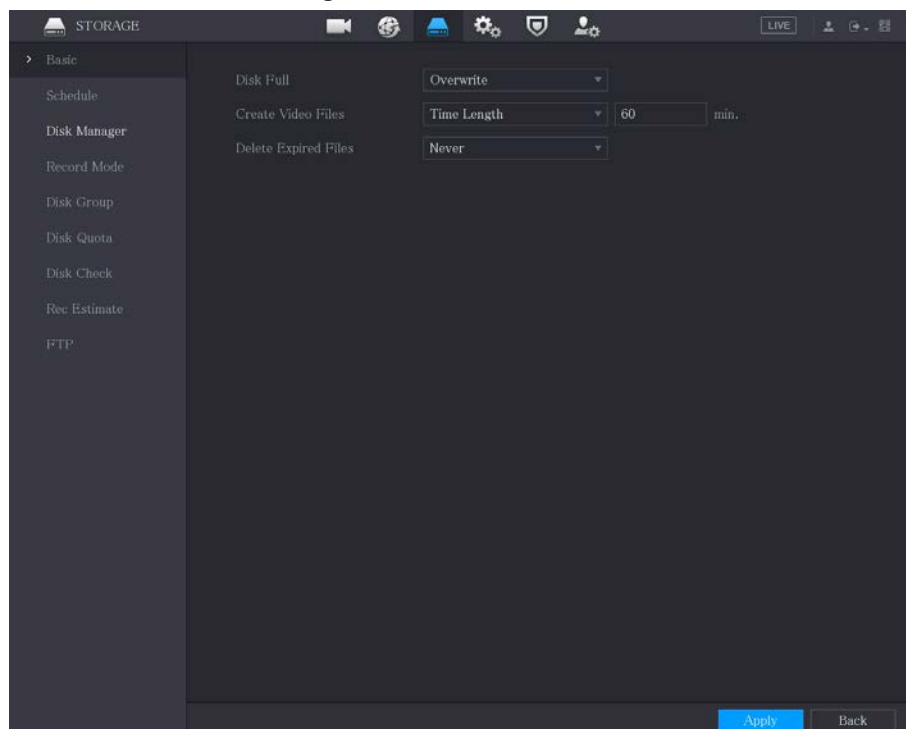 STORAGE
LIVE
Basic
Schedule
Disk Manager
Record Mode
Disk Group
Disk Quota
Disk Check
Rec Estimate
FTP
Disk Full Overwrite
Create Video Files Time Length 60 min.
Delete Expired Files Never
Apply Back